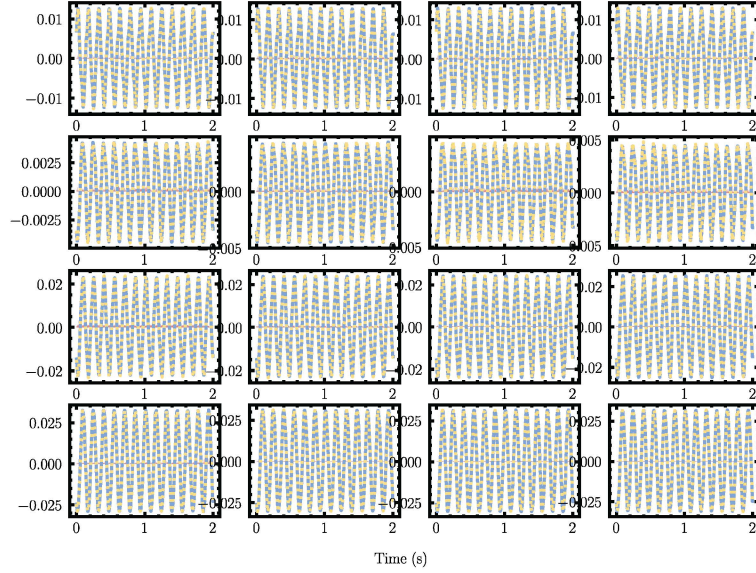 0.01 0.01 0.01 0.01
0.00 0.00 0.00 0.00
−0.01 −0.01 −0.01 −0.01
0 1 2 0 1 2 0 1 2 0 1 2
0.0025 0.005
0.0000 0.000 0.000 0.000
−0.0025 −0.005 −0.005 −0.005
0 1 2 0 1 2 0 1 2 0 1 2
0.02 0.02 0.02 0.02
0.00 0.00 0.00 0.00
−0.02 −0.02 −0.02 −0.02
0 1 2 0 1 2 0 1 2 0 1 2
0.025 0.025 0.025 0.025
0.000 0.000 0.000 0.000
−0.025 −0.025 −0.025 −0.025
0 1 2 0 1 2 0 1 2 0 1 2
Time (s)